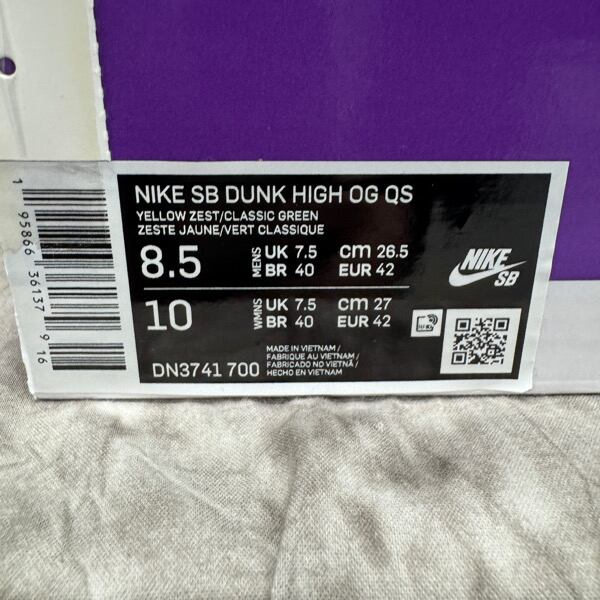 NIKE SB DUNK HIGH OG QS
YELLOW ZEST/CLASSIC GREEN
ZESTE JAUNE/VERT CLASSIQUE
8.5 MENS UK 7.5 cm 26.5
BR 40 EUR 42
10 WMNS UK 7.5 cm 27
BR 40 EUR 42
NIKE
SB
DN3741 700
MADE IN VIETNAM /
FABRIQUE AU VIETNAM /
FABRICADO NO VIETNÃ /
HECHO EN VIETNAM
1 95866 36137 9 16